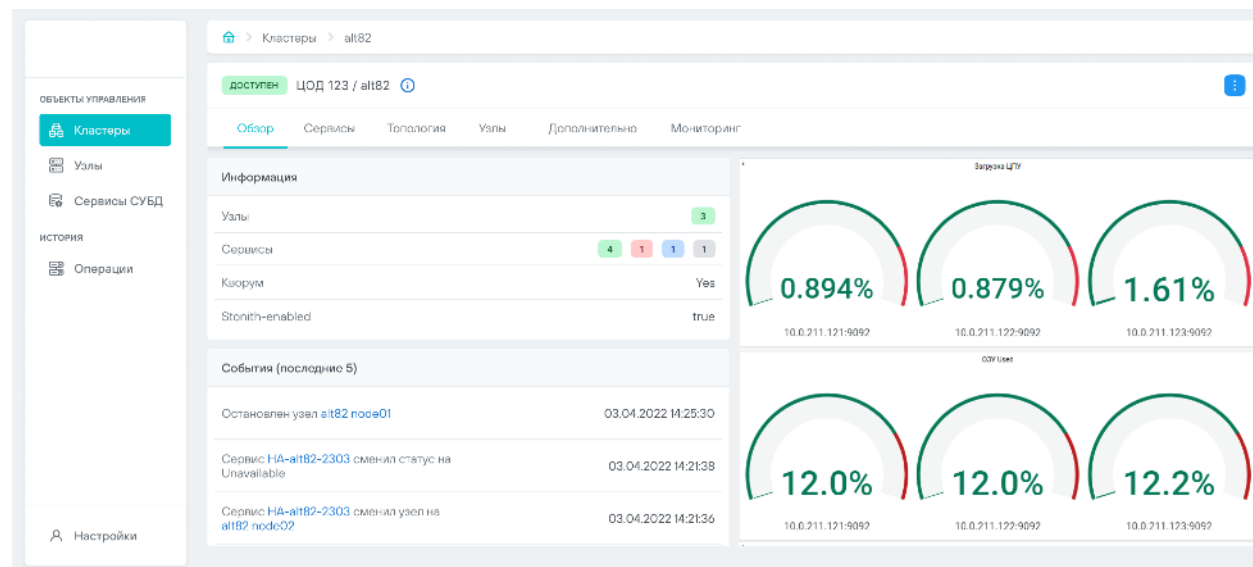 Кластеры > alt82
ДОСТУПЕН ЦОД 123 / alt82
ОБЪЕКТЫ УПРАВЛЕНИЯ
Кластеры
Узлы
Сервисы СУБД
ИСТОРИЯ
Операции
Настройки
Обзор Сервисы Топология Узлы Дополнительно Мониторинг
Информация
Узлы 3
Сервисы 4 1 1 1
Кворум Yes
Stonith-enabled true
События (последние 5)
Остановлен узел alt82 node01 03.04.2022 14:25:30
Сервис HA-alt82-2303 сменил статус на
Unavailable 03.04.2022 14:21:38
Сервис HA-alt82-2303 сменил узел на
alt82 node02 03.04.2022 14:21:36
Загрузка ЦПУ
0.894% 0.879% 1.61%
10.0.211.121:9092 10.0.211.122:9092 10.0.211.123:9092
ОЗУ Used
12.0% 12.0% 12.2%
10.0.211.121:9092 10.0.211.122:9092 10.0.211.123:9092